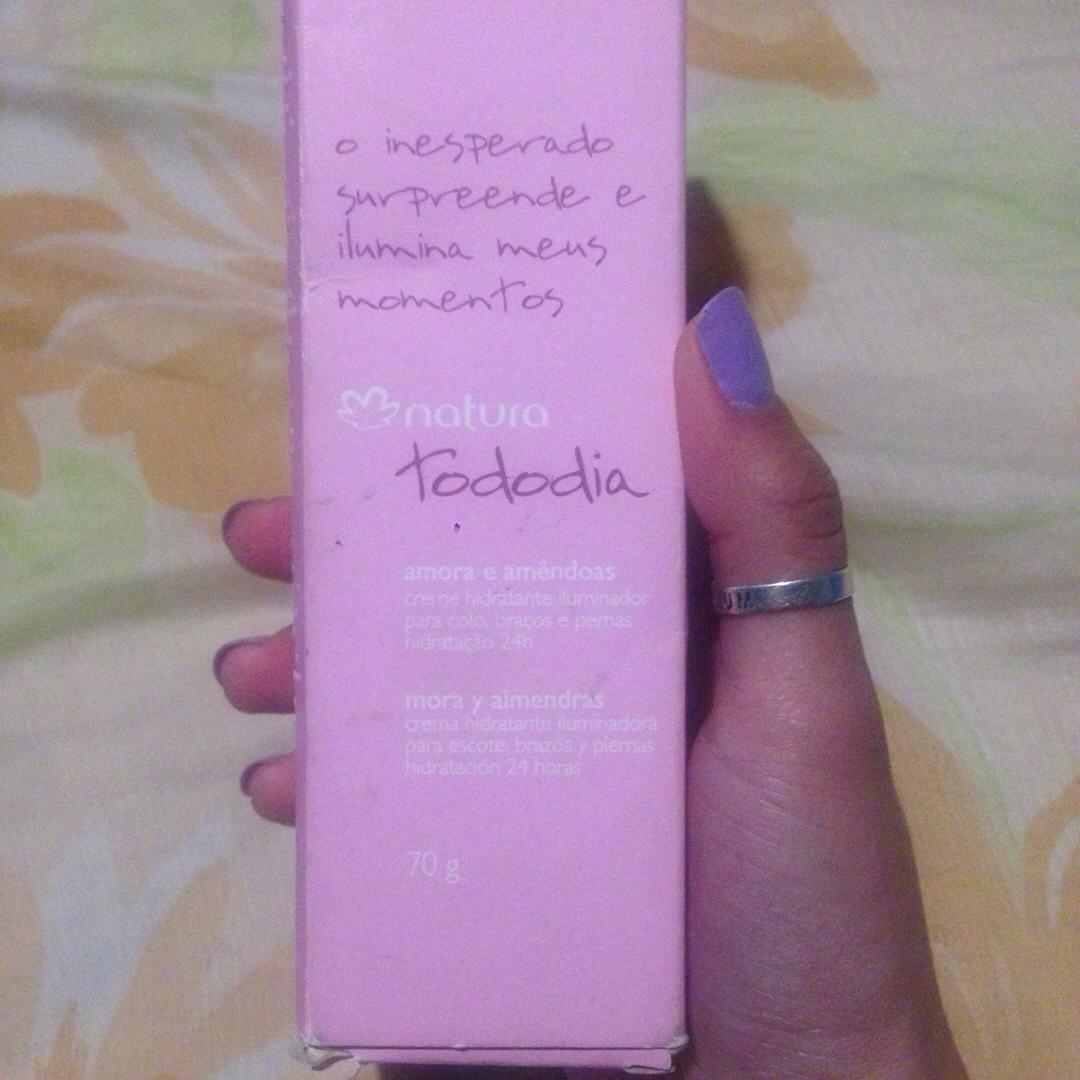 o inesperado
surpreende e
ilumina meus
momentos
natura
Tododia
amora e amêndoas
creme hidratante iluminador
para colo, braços e pernas
hidratação 24h
mora y almendras
crema hidratante iluminadora
para escote, brazos y piernas
hidratación 24 horas
70 g